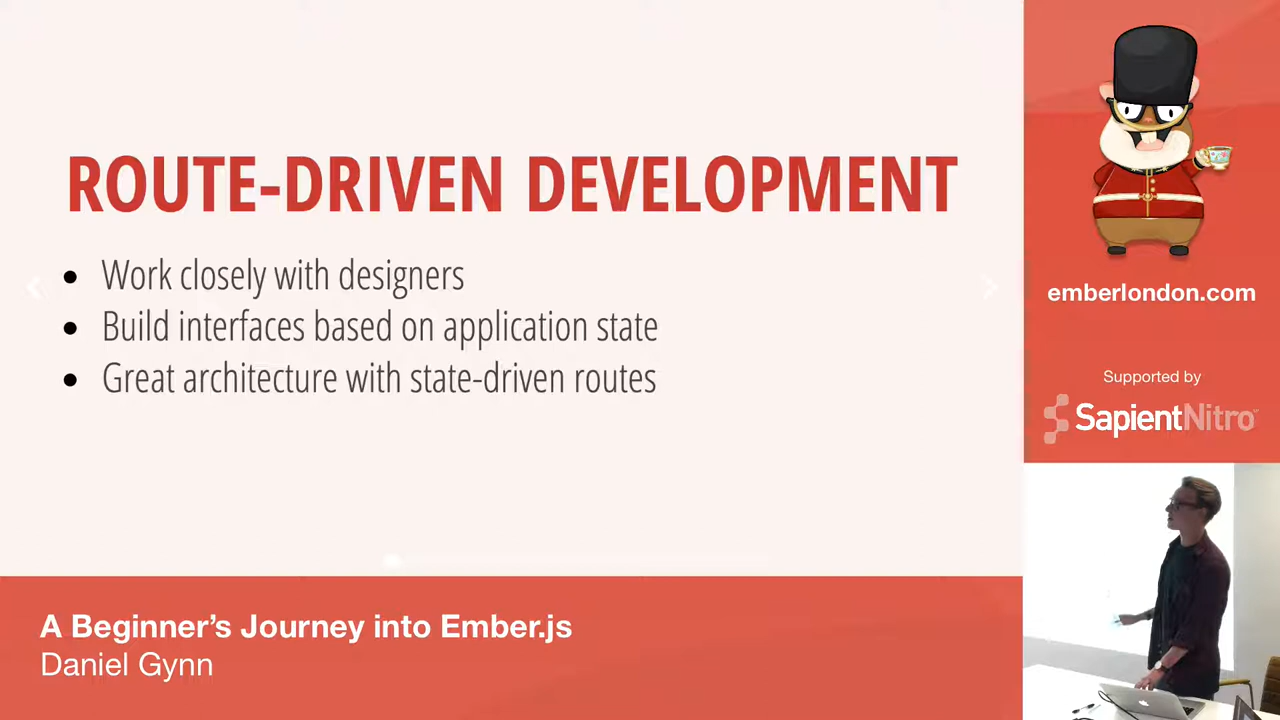 ROUTE-DRIVEN DEVELOPMENT
Work closely with designers
Build interfaces based on application state
Great architecture with state-driven routes
emberlondon.com
Supported by
SapientNitro
A Beginner's Journey into Ember.js
Daniel Gynn